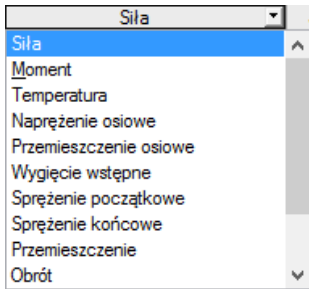 Siła
Siła
Moment
Temperatura
Naprężenie osiowe
Przemieszczenie osiowe
Wygięcie wstępne
Sprężenie początkowe
Sprężenie końcowe
Przemieszczenie
Obrót